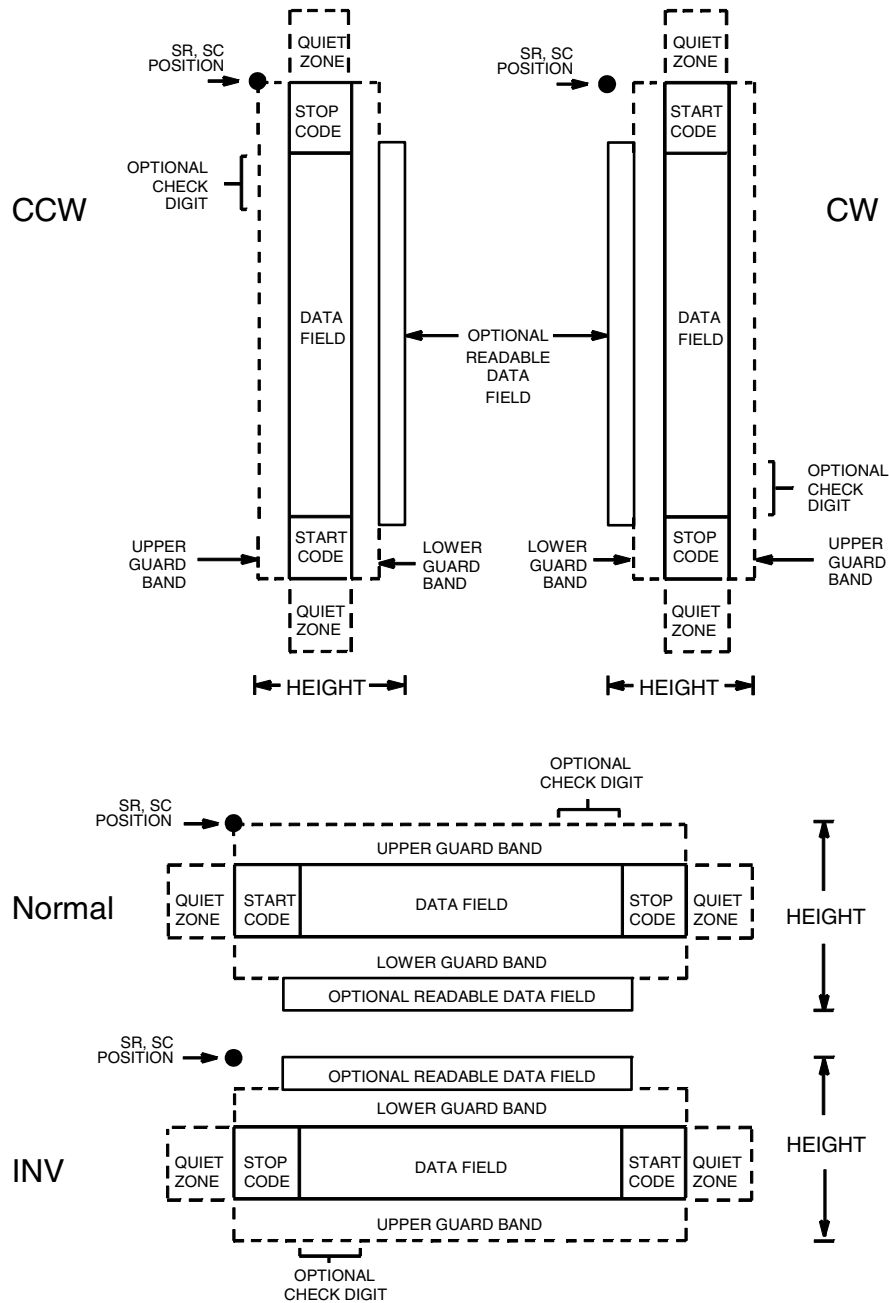 QUIET
ZONE
SR, SC
POSITION
STOP
CODE
OPTIONAL
CHECK
DIGIT
CCW
DATA
FIELD
START
CODE
UPPER
GUARD
BAND
LOWER
GUARD
BAND
QUIET
ZONE
HEIGHT
OPTIONAL
READABLE
DATA
FIELD
QUIET
ZONE
SR, SC
POSITION
START
CODE
CW
DATA
FIELD
OPTIONAL
CHECK
DIGIT
LOWER
GUARD
BAND
STOP
CODE
UPPER
GUARD
BAND
QUIET
ZONE
HEIGHT
OPTIONAL
CHECK DIGIT
SR, SC
POSITION
UPPER GUARD BAND
Normal
QUIET
ZONE
START
CODE
DATA FIELD
STOP
CODE
QUIET
ZONE
HEIGHT
LOWER GUARD BAND
OPTIONAL READABLE DATA FIELD
SR, SC
POSITION
OPTIONAL READABLE DATA FIELD
LOWER GUARD BAND
INV
QUIET
ZONE
STOP
CODE
DATA FIELD
START
CODE
QUIET
ZONE
HEIGHT
UPPER GUARD BAND
OPTIONAL
CHECK DIGIT